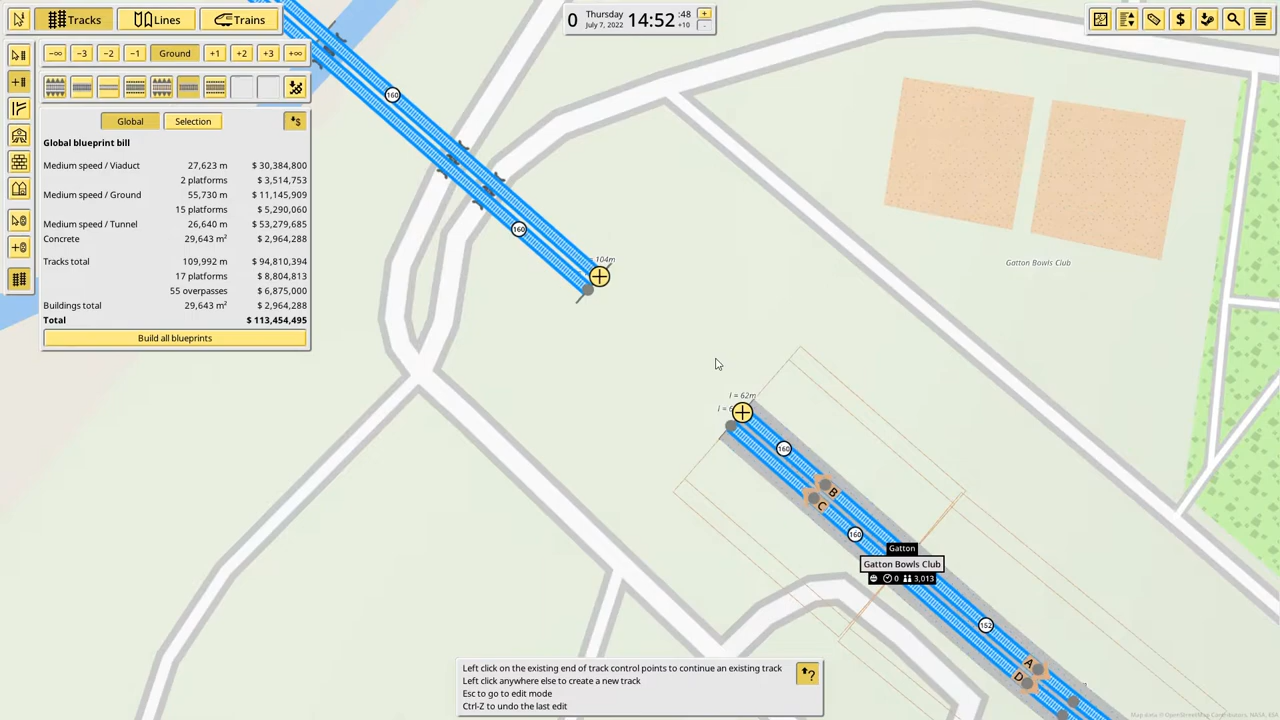 Tracks
Lines
Trains
0
Thursday
July 7, 2022
14:52
:48
+10
+
-
-∞
-3
-2
-1
Ground
+1
+2
+3
+∞
Global
Selection
Global blueprint bill
Medium speed / Viaduct 27,623 m $ 30,384,800
2 platforms $ 3,514,753
Medium speed / Ground 55,730 m $ 11,145,909
15 platforms $ 5,290,060
Medium speed / Tunnel 26,640 m $ 53,279,685
Concrete 29,643 m² $ 2,964,288
Tracks total 109,992 m $ 94,810,394
17 platforms $ 8,804,813
55 overpasses $ 6,875,000
Buildings total 29,643 m² $ 2,964,288
Total $ 113,454,495
Build all blueprints
160
160
104m
Gatton Bowls Club
l = 62m
160
B
C
160
Gatton
Gatton Bowls Club
0 3,013
152
A
D
Left click on the existing end of track control points to continue an existing track
Left click anywhere else to create a new track
Esc to go to edit mode
Ctrl-Z to undo the last edit
Map data © OpenStreetMap Contributors, NASA, ESA